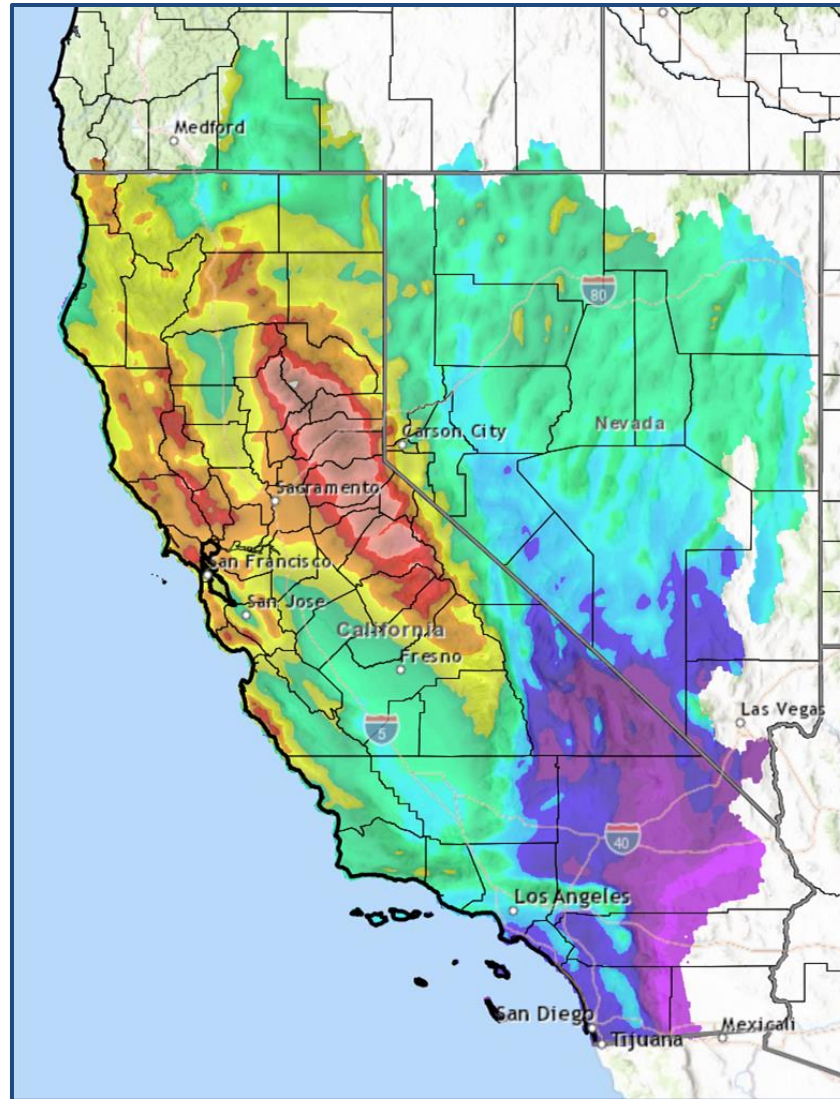 Medford
80
Nevada
Carson City
Sacramento
San Francisco
San Jose
California
Fresno
5
Las Vegas
40
Los Angeles
San Diego
Tijuana
Mexicali